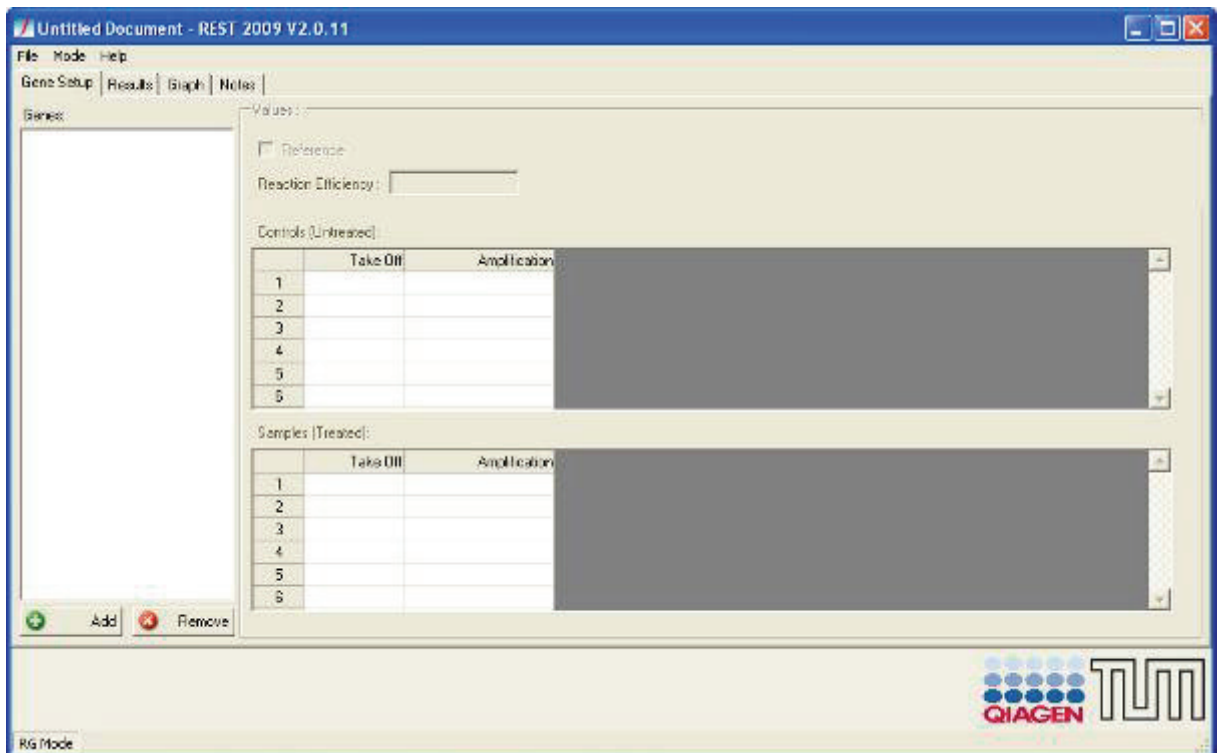 Untitled Document - REST 2009 V2.0.11
File Mode Help
Gene Setup Results Graph Notes
Genes:
Values:
Reference
Reaction Efficiency:
Controls (Untreated):
Take Off Amplification
1
2
3
4
5
6
Samples (Treated):
Take Off Amplification
1
2
3
4
5
6
Add Remove
QIAGEN TUM
RG Mode